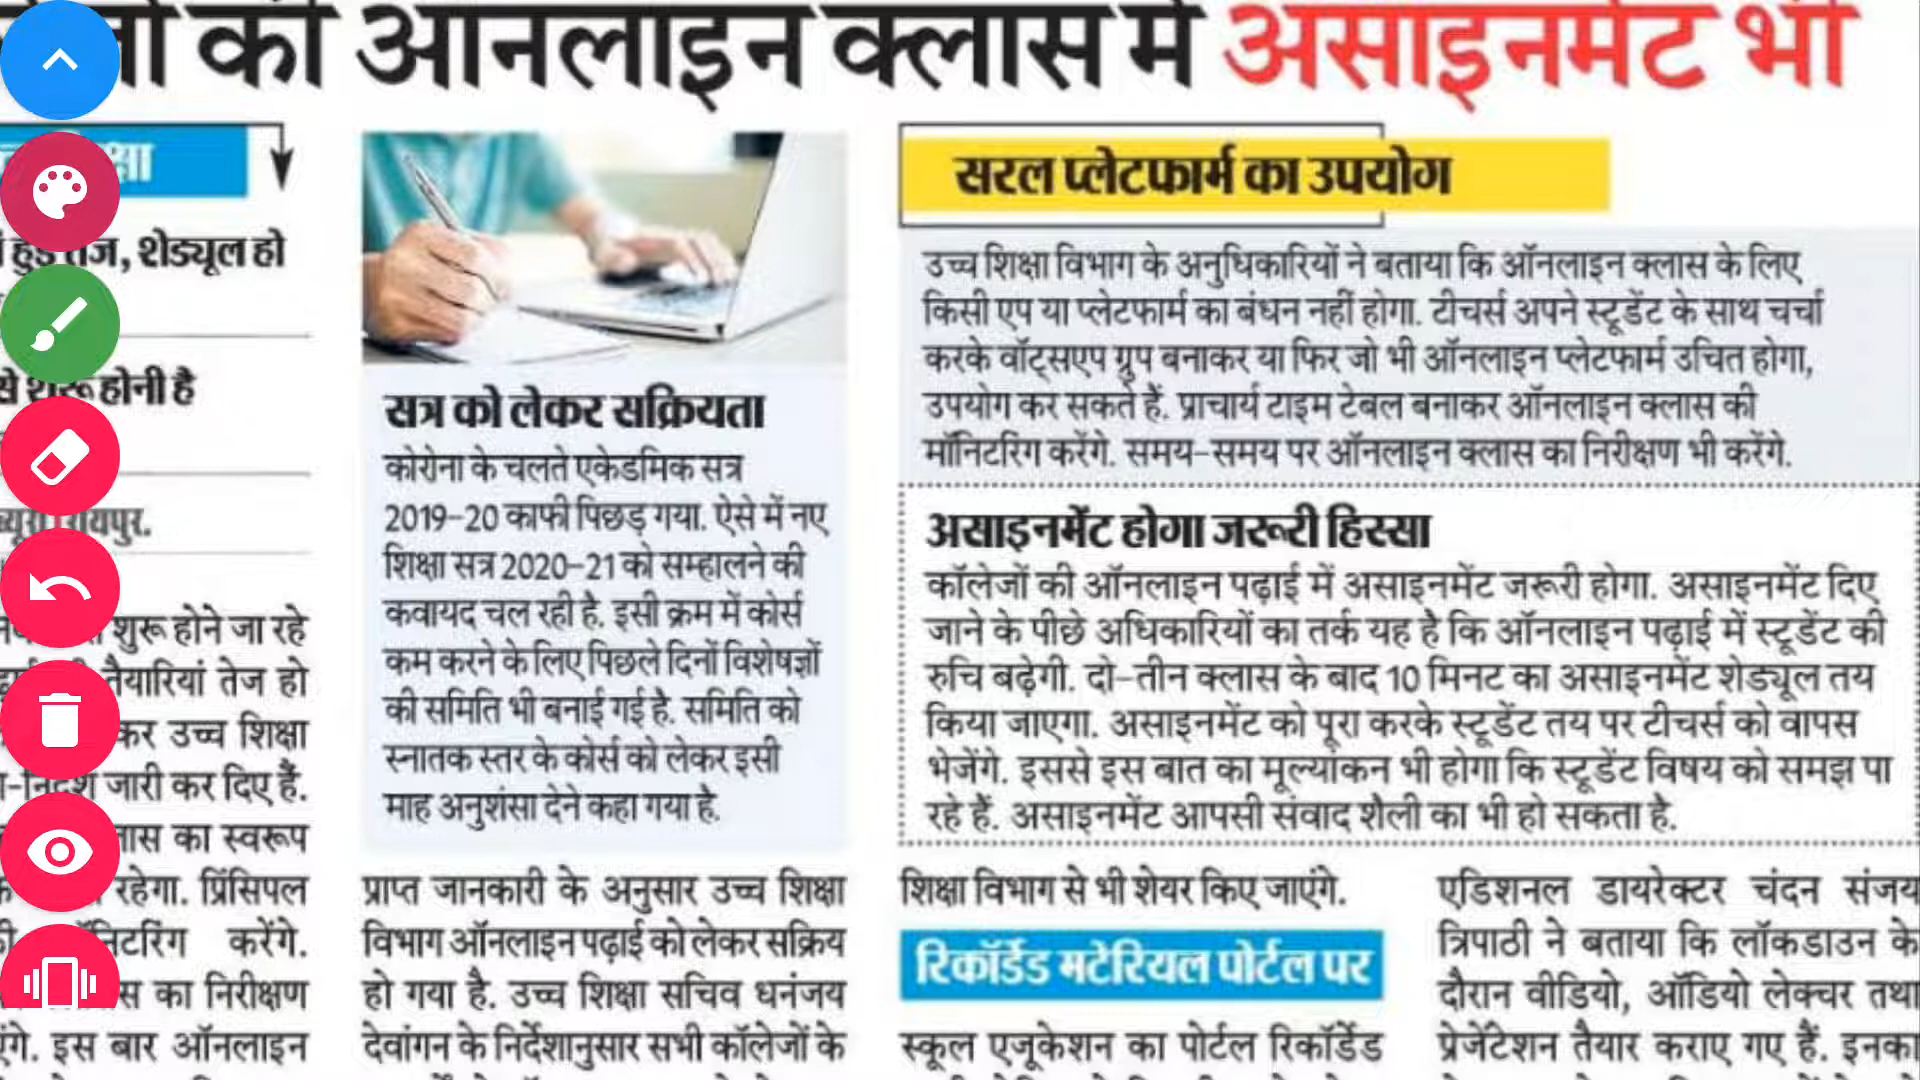 की ऑनलाइन क्लास में असाइनमेंट भी
तेज, शेड्यूल हो
से शुरू होनी है
रायपुर.
शुरू होने जा रहे
तैयारियां तेज हो
कर उच्च शिक्षा
जारी कर दिए हैं.
का स्वरूप
रहेगा. प्रिंसिपल
करेंगे.
का निरीक्षण
इस बार ऑनलाइन
सत्र को लेकर सक्रियता
कोरोना के चलते एकेडमिक सत्र
2019-20 काफी पिछड़ गया. ऐसे में नए
शिक्षा सत्र 2020-21 को सम्हालने की
कवायद चल रही है. इसी क्रम में कोर्स
कम करने के लिए पिछले दिनों विशेषज्ञों
की समिति भी बनाई गई है. समिति को
स्नातक स्तर के कोर्स को लेकर इसी
माह अनुशंसा देने कहा गया है.
प्राप्त जानकारी के अनुसार उच्च शिक्षा
विभाग ऑनलाइन पढ़ाई को लेकर सक्रिय
हो गया है. उच्च शिक्षा सचिव धनंजय
देवांगन के निर्देशानुसार सभी कॉलेजों के
सरल प्लेटफार्म का उपयोग
उच्च शिक्षा विभाग के अनुधिकारियों ने बताया कि ऑनलाइन क्लास के लिए
किसी एप या प्लेटफार्म का बंधन नहीं होगा. टीचर्स अपने स्टूडेंट के साथ चर्चा
करके वॉट्सएप ग्रुप बनाकर या फिर जो भी ऑनलाइन प्लेटफार्म उचित होगा,
उपयोग कर सकते हैं. प्राचार्य टाइम टेबल बनाकर ऑनलाइन क्लास की
मॉनिटरिंग करेंगे. समय-समय पर ऑनलाइन क्लास का निरीक्षण भी करेंगे.
असाइनमेंट होगा जरूरी हिस्सा
कॉलेजों की ऑनलाइन पढ़ाई में असाइनमेंट जरूरी होगा. असाइनमेंट दिए
जाने के पीछे अधिकारियों का तर्क यह है कि ऑनलाइन पढ़ाई में स्टूडेंट की
रुचि बढ़ेगी. दो-तीन क्लास के बाद 10 मिनट का असाइनमेंट शेड्यूल तय
किया जाएगा. असाइनमेंट को पूरा करके स्टूडेंट तय पर टीचर्स को वापस
भेजेंगे. इससे इस बात का मूल्यांकन भी होगा कि स्टूडेंट विषय को समझ पा
रहे हैं. असाइनमेंट आपसी संवाद शैली का भी हो सकता है.
शिक्षा विभाग से भी शेयर किए जाएंगे.
रिकॉर्डेड मटेरियल पोर्टल पर
स्कूल एजूकेशन का पोर्टल रिकॉर्डेड
एडिशनल डायरेक्टर चंदन संजय
त्रिपाठी ने बताया कि लॉकडाउन के
दौरान वीडियो, ऑडियो लेक्चर तथा
प्रेजेंटेशन तैयार कराए गए हैं. इनका